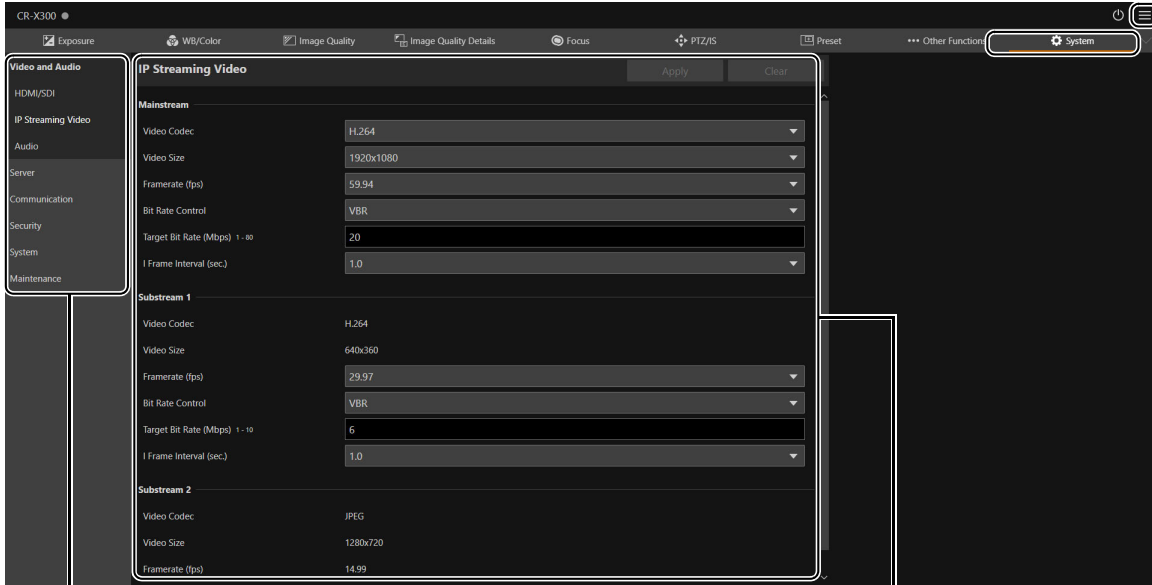 CR-X300
Exposure WB/Color Image Quality Image Quality Details Focus PTZ/IS Preset Other Functions System
Video and Audio
HDMI/SDI
IP Streaming Video
Audio
Server
Communication
Security
System
Maintenance
IP Streaming Video Apply Clear
Mainstream
Video Codec H.264
Video Size 1920x1080
Framerate (fps) 59.94
Bit Rate Control VBR
Target Bit Rate (Mbps) 1 - 80 20
I Frame Interval (sec.) 1.0
Substream 1
Video Codec H.264
Video Size 640x360
Framerate (fps) 29.97
Bit Rate Control VBR
Target Bit Rate (Mbps) 1 - 10 6
I Frame Interval (sec.) 1.0
Substream 2
Video Codec JPEG
Video Size 1280x720
Framerate (fps) 14.99